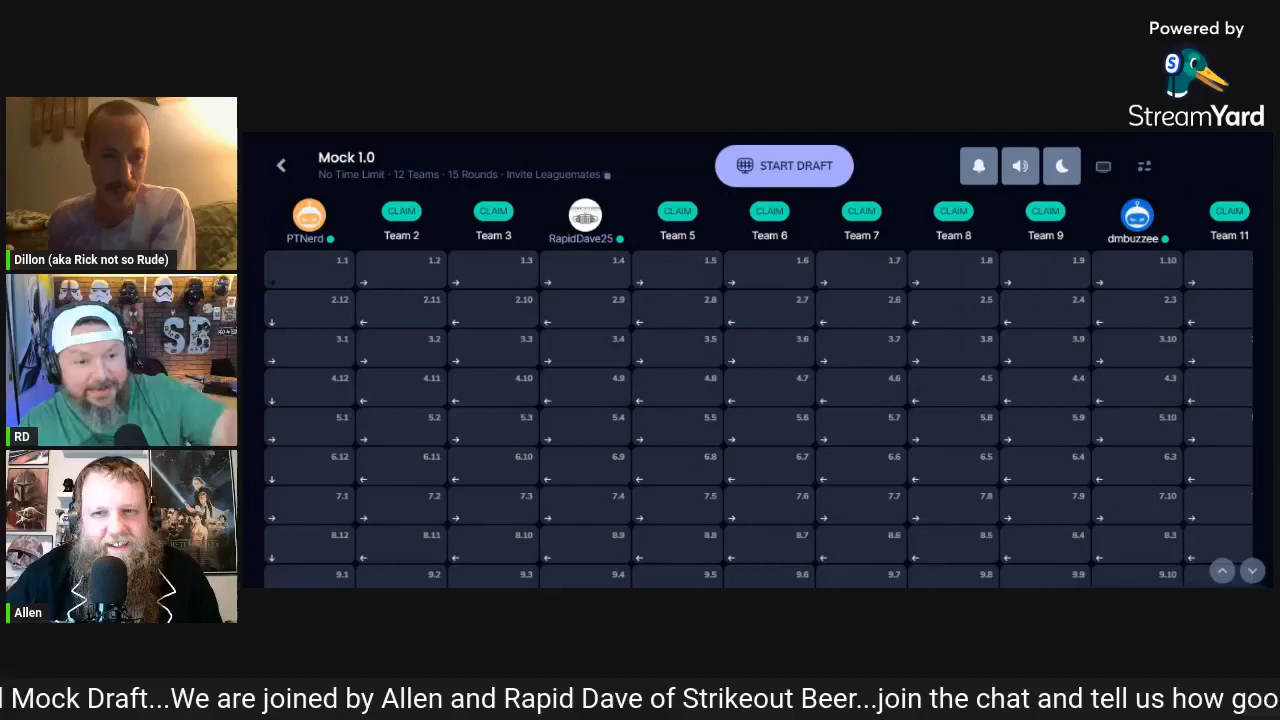 Powered by
S
StreamYard
Mock 1.0
No Time Limit · 12 Teams · 15 Rounds · Invite Leaguemates
START DRAFT
CLAIM CLAIM CLAIM CLAIM CLAIM CLAIM CLAIM CLAIM
PTNerd Team 2 Team 3 RapidDave25 Team 5 Team 6 Team 7 Team 8 Team 9 dmbuzzee Team 11
1.1 1.2 1.3 1.4 1.5 1.6 1.7 1.8 1.9 1.10
2.12 2.11 2.10 2.9 2.8 2.7 2.6 2.5 2.4 2.3
3.1 3.2 3.3 3.4 3.5 3.6 3.7 3.8 3.9 3.10
4.12 4.11 4.10 4.9 4.8 4.7 4.6 4.5 4.4 4.3
5.1 5.2 5.3 5.4 5.5 5.6 5.7 5.8 5.9 5.10
6.12 6.11 6.10 6.9 6.8 6.7 6.6 6.5 6.4 6.3
7.1 7.2 7.3 7.4 7.5 7.6 7.7 7.8 7.9 7.10
8.12 8.11 8.10 8.9 8.8 8.7 8.6 8.5 8.4 8.3
9.1 9.2 9.3 9.4 9.5 9.6 9.7 9.8 9.9 9.10
Dillon (aka Rick not so Rude)
SB
RD
Allen
Mock Draft...We are joined by Allen and Rapid Dave of Strikeout Beer...join the chat and tell us how goo